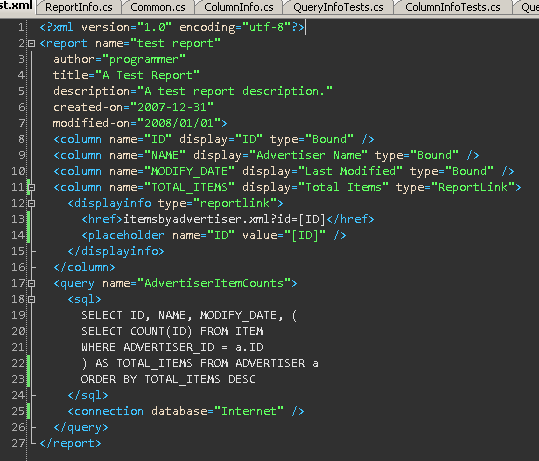 st.xml ReportInfo.cs Common.cs ColumnInfo.cs QueryInfoTests.cs ColumnInfoTests.cs Que
1 <?xml version="1.0" encoding="utf-8"?>
2 <report name="test report"
3 author="programmer"
4 title="A Test Report"
5 description="A test report description."
6 created-on="2007-12-31"
7 modified-on="2008/01/01">
8 <column name="ID" display="ID" type="Bound" />
9 <column name="NAME" display="Advertiser Name" type="Bound" />
10 <column name="MODIFY_DATE" display="Last Modified" type="Bound" />
11 <column name="TOTAL_ITEMS" display="Total Items" type="ReportLink">
12 <displayinfo type="reportlink">
13 <href>itemsbyadvertiser.xml?id=[ID]</href>
14 <placeholder name="ID" value="[ID]" />
15 </displayinfo>
16 </column>
17 <query name="AdvertiserItemCounts">
18 <sql>
19 SELECT ID, NAME, MODIFY_DATE, (
20 SELECT COUNT(ID) FROM ITEM
21 WHERE ADVERTISER_ID = a.ID
22 ) AS TOTAL_ITEMS FROM ADVERTISER a
23 ORDER BY TOTAL_ITEMS DESC
24 </sql>
25 <connection database="Internet" />
26 </query>
27 </report>